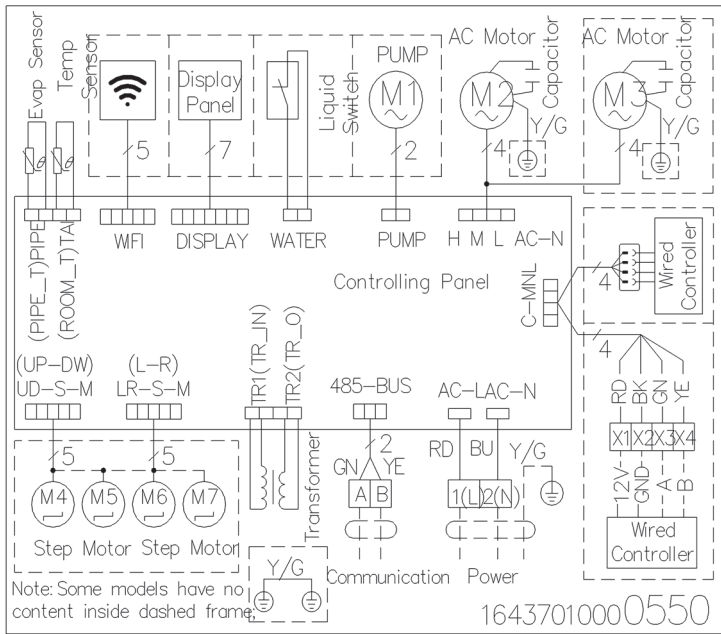 Evap Sensor
Temp Sensor
Display Panel
Liquid Switch
PUMP
M1
AC Motor
M2
Capacitor
Y/G
AC Motor
M3
Capacitor
Y/G
θ
θ
5
7
2
4
4
(PIPE_T)PIPE
(ROOM_T)TAI
WIFI
DISPLAY
WATER
PUMP
H M L AC-N
Controlling Panel
C-MNL
4
Wired Controller
4
RD
BK
GN
YE
X1
X2
X3
X4
12V-
GND-
A
B
Wired Controller
(UP-DW)
UD-S-M
(L-R)
LR-S-M
TR1(TR_IN)
TR2(TR_O)
485-BUS
AC-L
AC-N
5
5
M4
M5
M6
M7
Step Motor
Step Motor
Transformer
2
GN
YE
A
B
RD
BU
Y/G
1(L)
2(N)
Y/G
Communication
Power
Note: Some models have no
content inside dashed frame;
16437010000550